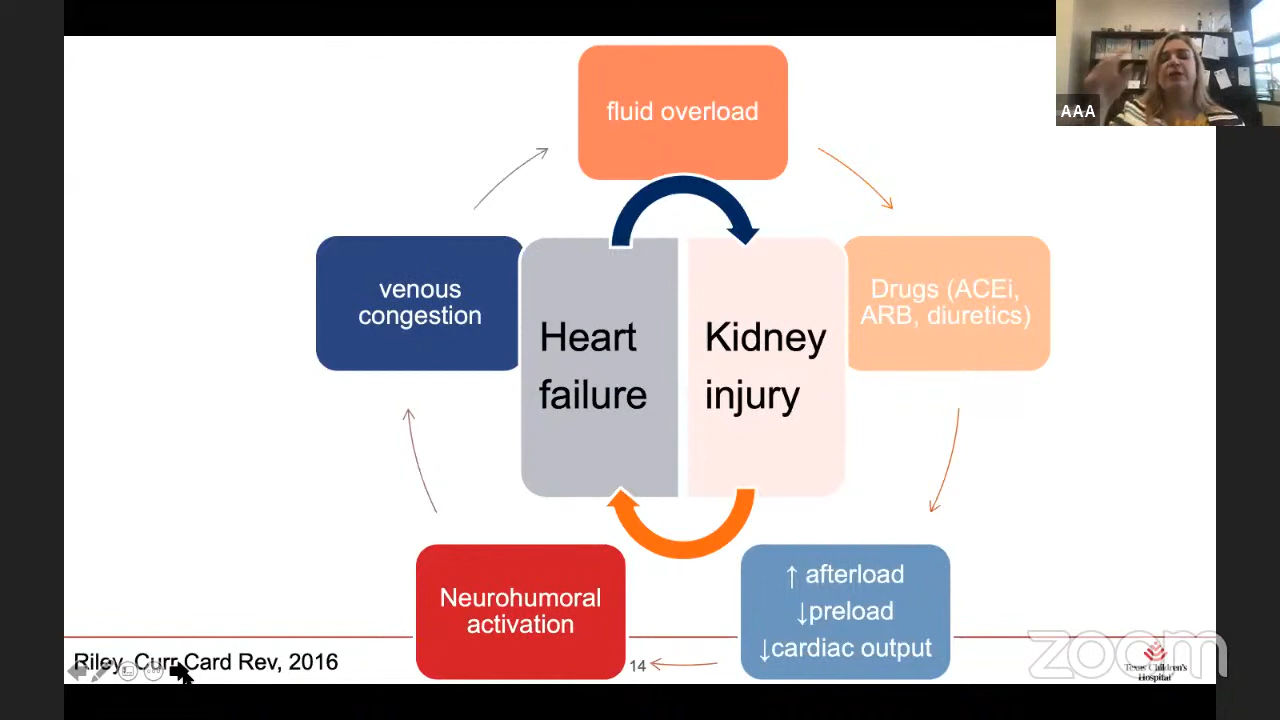 AAA
fluid overload
venous
congestion
Heart
failure
Kidney
injury
Drugs (ACEi,
ARB, diuretics)
Neurohumoral
activation
↑ afterload
↓preload
↓cardiac output
Riley, Curr Card Rev, 2016
14
zoom
Texas Children's
Hospital